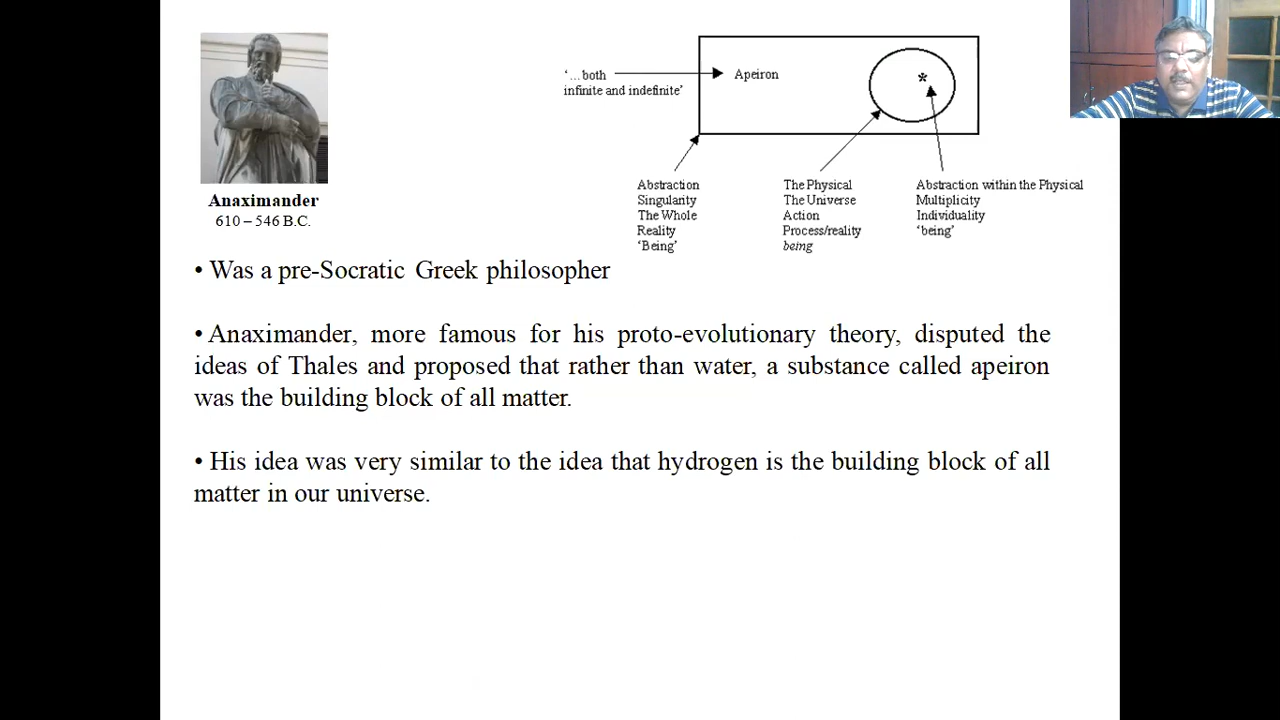 ‘…both
infinite and indefinite’
Apeiron
*
Abstraction
Singularity
The Whole
Reality
‘Being’
The Physical
The Universe
Action
Process/reality
being
Abstraction within the Physical
Multiplicity
Individuality
‘being’
Anaximander
610 – 546 B.C.
• Was a pre-Socratic Greek philosopher
• Anaximander, more famous for his proto-evolutionary theory, disputed the
ideas of Thales and proposed that rather than water, a substance called apeiron
was the building block of all matter.
• His idea was very similar to the idea that hydrogen is the building block of all
matter in our universe.